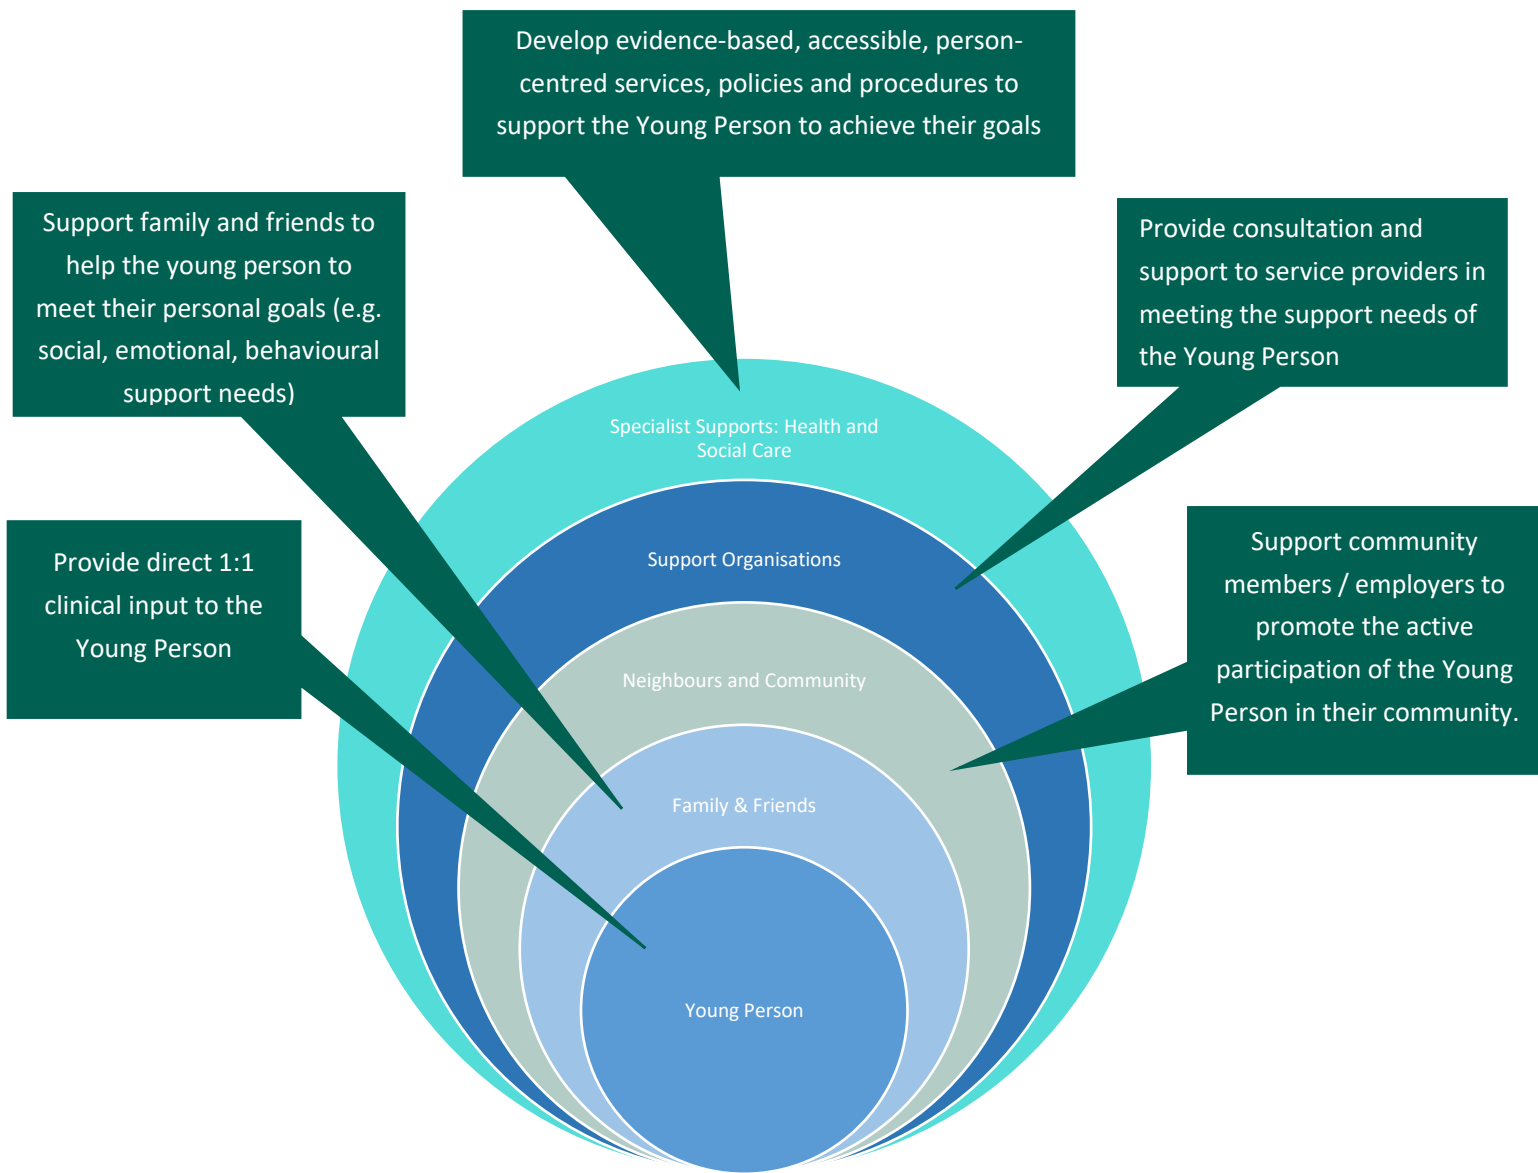 Develop evidence-based, accessible, person-
centred services, policies and procedures to
support the Young Person to achieve their goals
Support family and friends to
help the young person to
meet their personal goals (e.g.
social, emotional, behavioural
support needs)
Provide consultation and
support to service providers in
meeting the support needs of
the Young Person
Specialist Supports: Health and
Social Care
Support Organisations
Provide direct 1:1
clinical input to the
Young Person
Support community
members / employers to
promote the active
participation of the Young
Person in their community.
Neighbours and Community
Family & Friends
Young Person